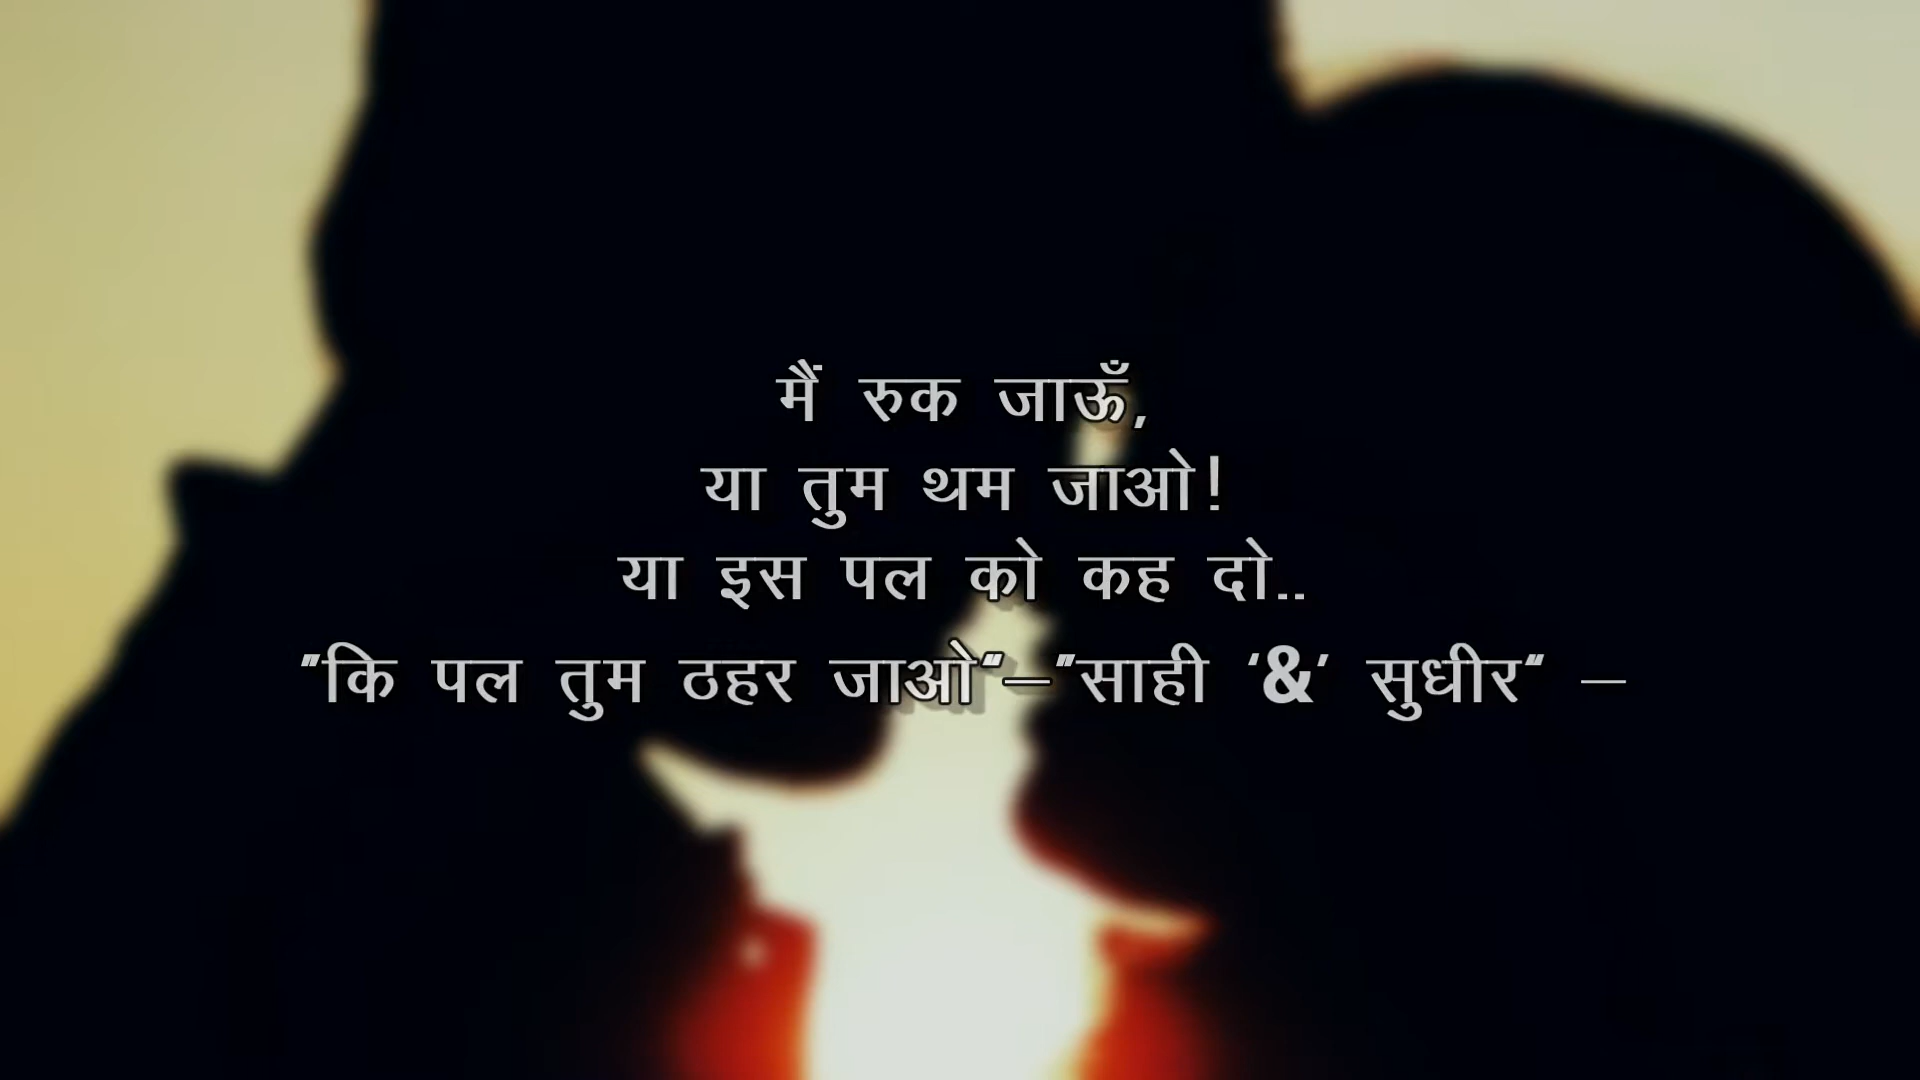 मैं रुक जाऊँ,
या तुम थम जाओ!
या इस पल को कह दो..
"कि पल तुम ठहर जाओ"– "साही '&' सुधीर" –